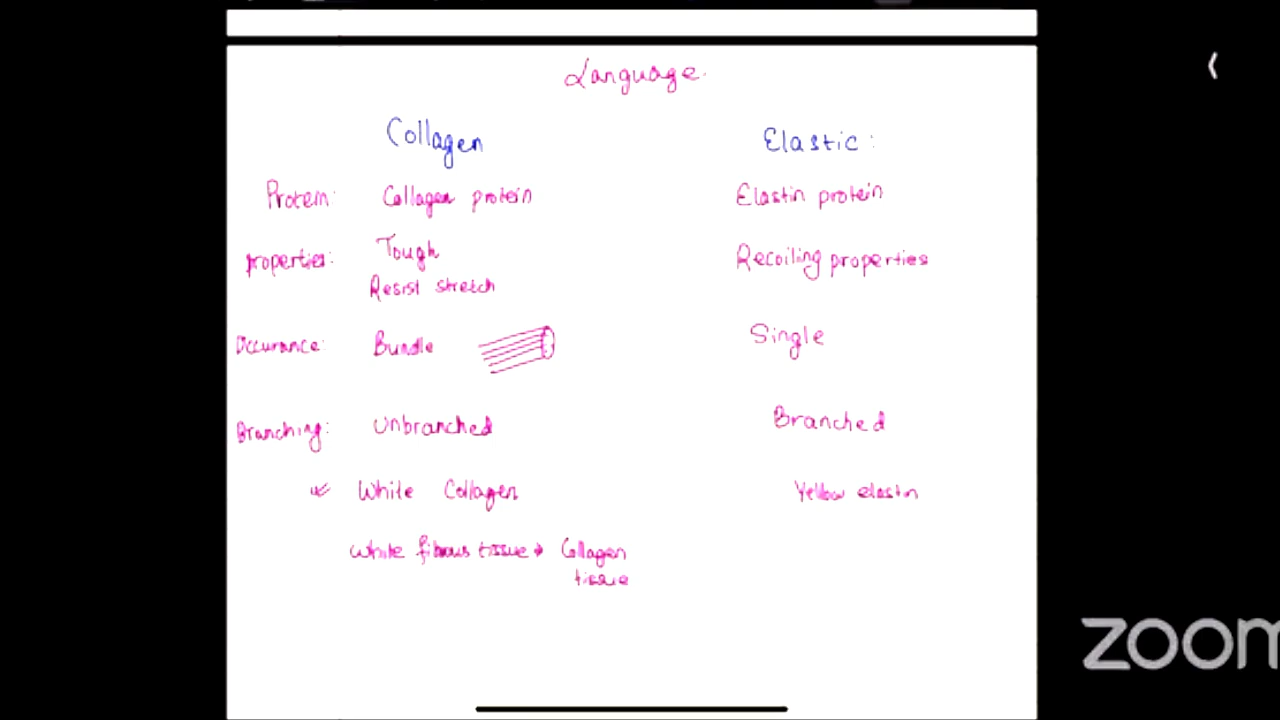 Language
Collagen Elastic:
Protein: Collagen protein Elastin protein
Properties: Tough Recoiling properties
Resist stretch
Occurance: Bundle Single
Branching: Unbranched Branched
White Collagen Yellow elastin
White fibrous tissue → Collagen
tissue
zoom